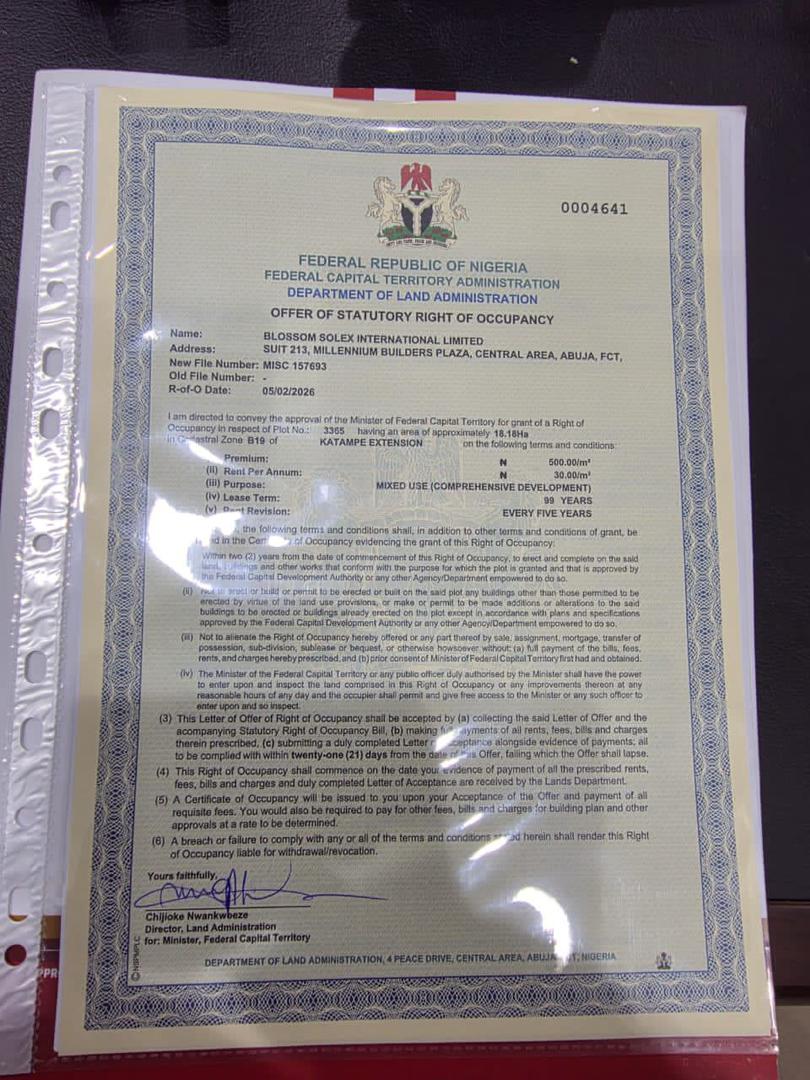 0004641
FEDERAL REPUBLIC OF NIGERIA
FEDERAL CAPITAL TERRITORY ADMINISTRATION
DEPARTMENT OF LAND ADMINISTRATION
OFFER OF STATUTORY RIGHT OF OCCUPANCY
Name: BLOSSOM SOLEX INTERNATIONAL LIMITED
Address: SUIT 213, MILLENNIUM BUILDERS PLAZA, CENTRAL AREA, ABUJA, FCT,
New File Number: MISC 157693
Old File Number: -
R-of-O Date: 05/02/2026
I am directed to convey the approval of the Minister of Federal Capital Territory for grant of a Right of
Occupancy in respect of Plot No.: 3365 having an area of approximately 18.18Ha
in Cadastral Zone B19 of KATAMPE EXTENSION on the following terms and conditions:
Premium: ₦ 500.00/m²
(ii) Rent Per Annum: ₦ 30.00/m²
(iii) Purpose: MIXED USE (COMPREHENSIVE DEVELOPMENT)
(iv) Lease Term: 99 YEARS
(v) Rent Revision: EVERY FIVE YEARS
the following terms and conditions shall, in addition to other terms and conditions of grant, be
in the of Occupancy evidencing the grant of this Right of Occupancy:
Within two (2) years from the date of commencement of this Right of Occupancy, to erect and complete on the said
land, buildings and other works that conform with the purpose for which the plot is granted and that is approved by
the Federal Capital Development Authority or any other Agency/Department empowered to do so.
(ii) Not to erect or build or permit to be erected or built on the said plot any buildings other than those permitted to be
erected by virtue of the land use provisions, or make or permit to be made additions or alterations to the said
buildings to be erected or buildings already erected on the plot except in accordance with plans and specifications
approved by the Federal Capital Development Authority or any other Agency/Department empowered to do so.
(iii) Not to alienate the Right of Occupancy hereby offered or any part thereof by sale, assignment, mortgage, transfer of
possession, sub-division, sublease or bequest, or otherwise howsoever without: (a) full payment of the bills, fees,
rents, and charges hereby prescribed, and (b) prior consent of Minister of Federal Capital Territory first had and obtained.
(iv) The Minister of the Federal Capital Territory or any public officer duly authorised by the Minister shall have the power
to enter upon and inspect the land comprised in this Right of Occupancy or any improvements thereon at any
reasonable hours of any day and the occupier shall permit and give free access to the Minister or any such officer to
enter upon and so inspect.
(3) This Letter of Offer of Right of Occupancy shall be accepted by (a) collecting the said Letter of Offer and the
acompanying Statutory Right of Occupancy Bill, (b) making full payments of all rents, fees, bills and charges
therein prescribed, (c) submitting a duly completed Letter of Acceptance alongside evidence of payments; all
to be complied with within twenty-one (21) days from the date of this Offer, failing which the Offer shall lapse.
(4) This Right of Occupancy shall commence on the date your evidence of payment of all the prescribed rents,
fees, bills and charges and duly completed Letter of Acceptance are received by the Lands Department.
(5) A Certificate of Occupancy will be issued to you upon your Acceptance of the Offer and payment of all
requisite fees. You would also be required to pay for other fees, bills and charges for building plan and other
approvals at a rate to be determined.
(6) A breach or failure to comply with any or all of the terms and conditions stated herein shall render this Right
of Occupancy liable for withdrawal/revocation.
Yours faithfully,
Chijioke Nwankwoeze
Director, Land Administration
for: Minister, Federal Capital Territory
©NSPMPLC
DEPARTMENT OF LAND ADMINISTRATION, 4 PEACE DRIVE, CENTRAL AREA, ABUJA FCT, NIGERIA
PPR